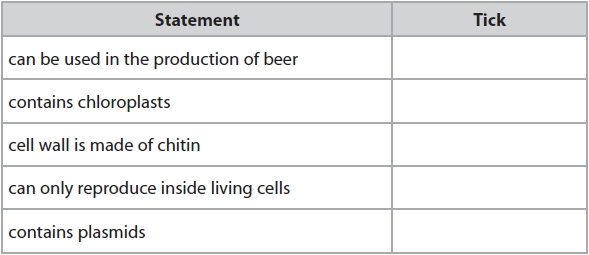 Statement Tick
can be used in the production of beer
contains chloroplasts
cell wall is made of chitin
can only reproduce inside living cells
contains plasmids